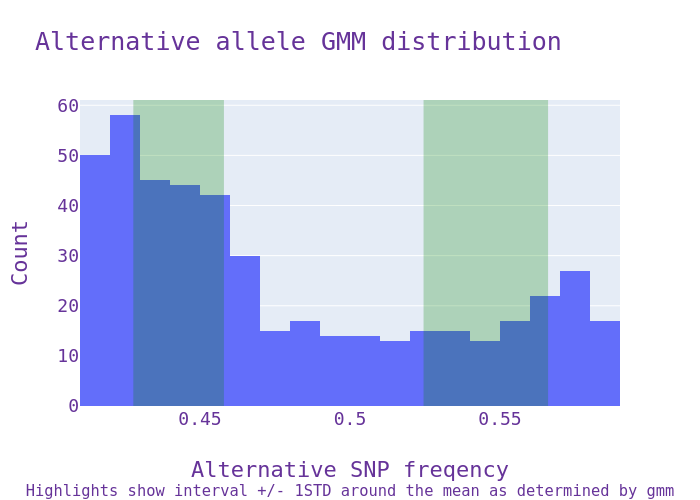 Alternative allele GMM distribution
60
50
40
30
20
10
0
Count
0.45 0.5 0.55
Alternative SNP freqency
Highlights show interval +/- 1STD around the mean as determined by gmm